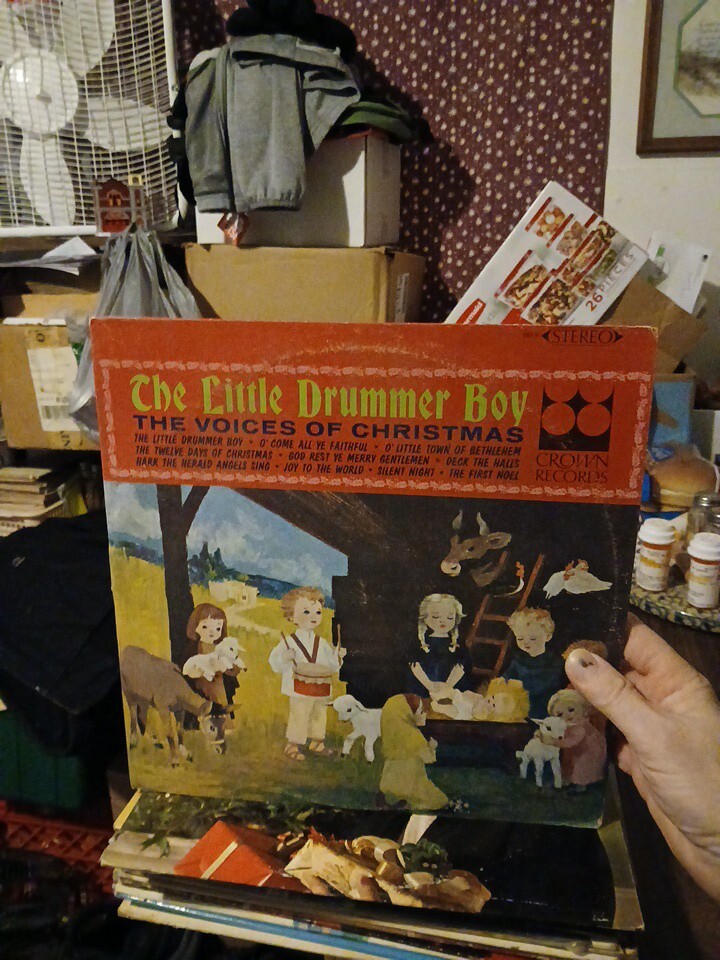 26 PIECES
STEREO
The Little Drummer Boy
THE VOICES OF CHRISTMAS
THE LITTLE DRUMMER BOY • O' COME ALL YE FAITHFUL • O' LITTLE TOWN OF BETHLEHEM
THE TWELVE DAYS OF CHRISTMAS • GOD REST YE MERRY GENTLEMEN • DECK THE HALLS
HARK THE HERALD ANGELS SING • JOY TO THE WORLD • SILENT NIGHT • THE FIRST NOEL
CROWN
RECORDS